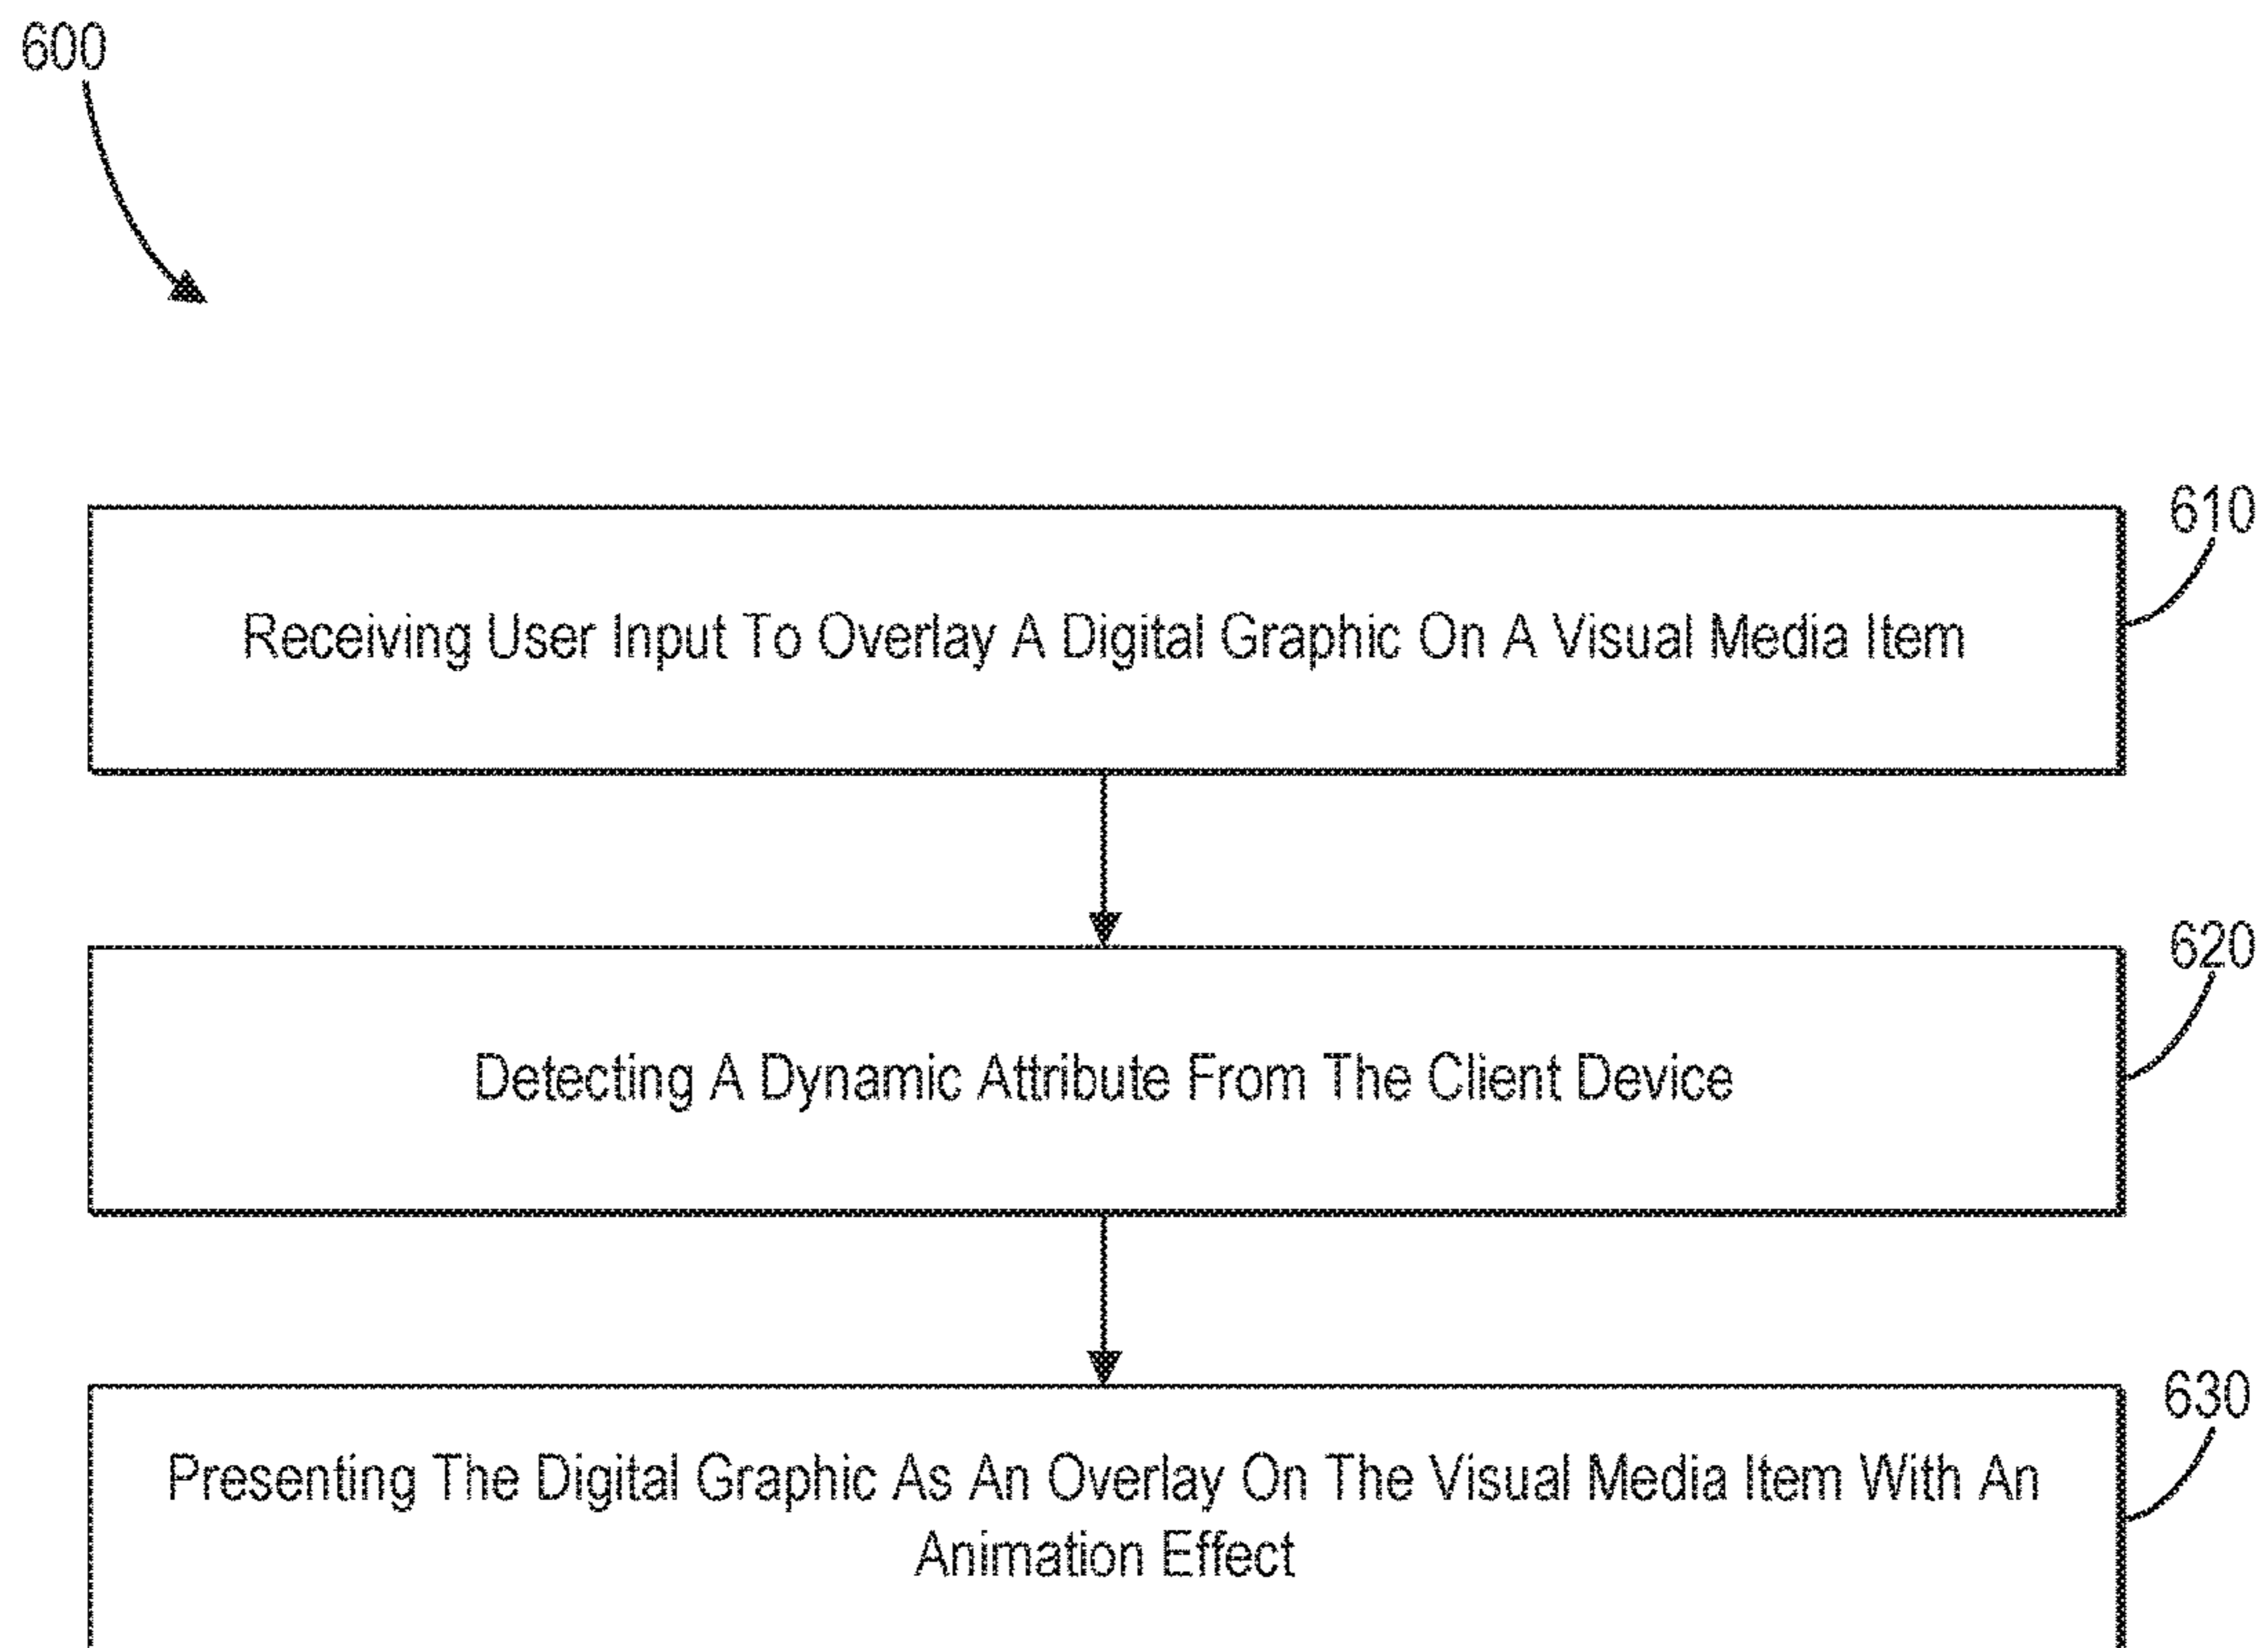 600
610
Receiving User Input To Overlay A Digital Graphic On A Visual Media Item
620
Detecting A Dynamic Attribute From The Client Device
630
Presenting The Digital Graphic As An Overlay On The Visual Media Item With An
Animation Effect